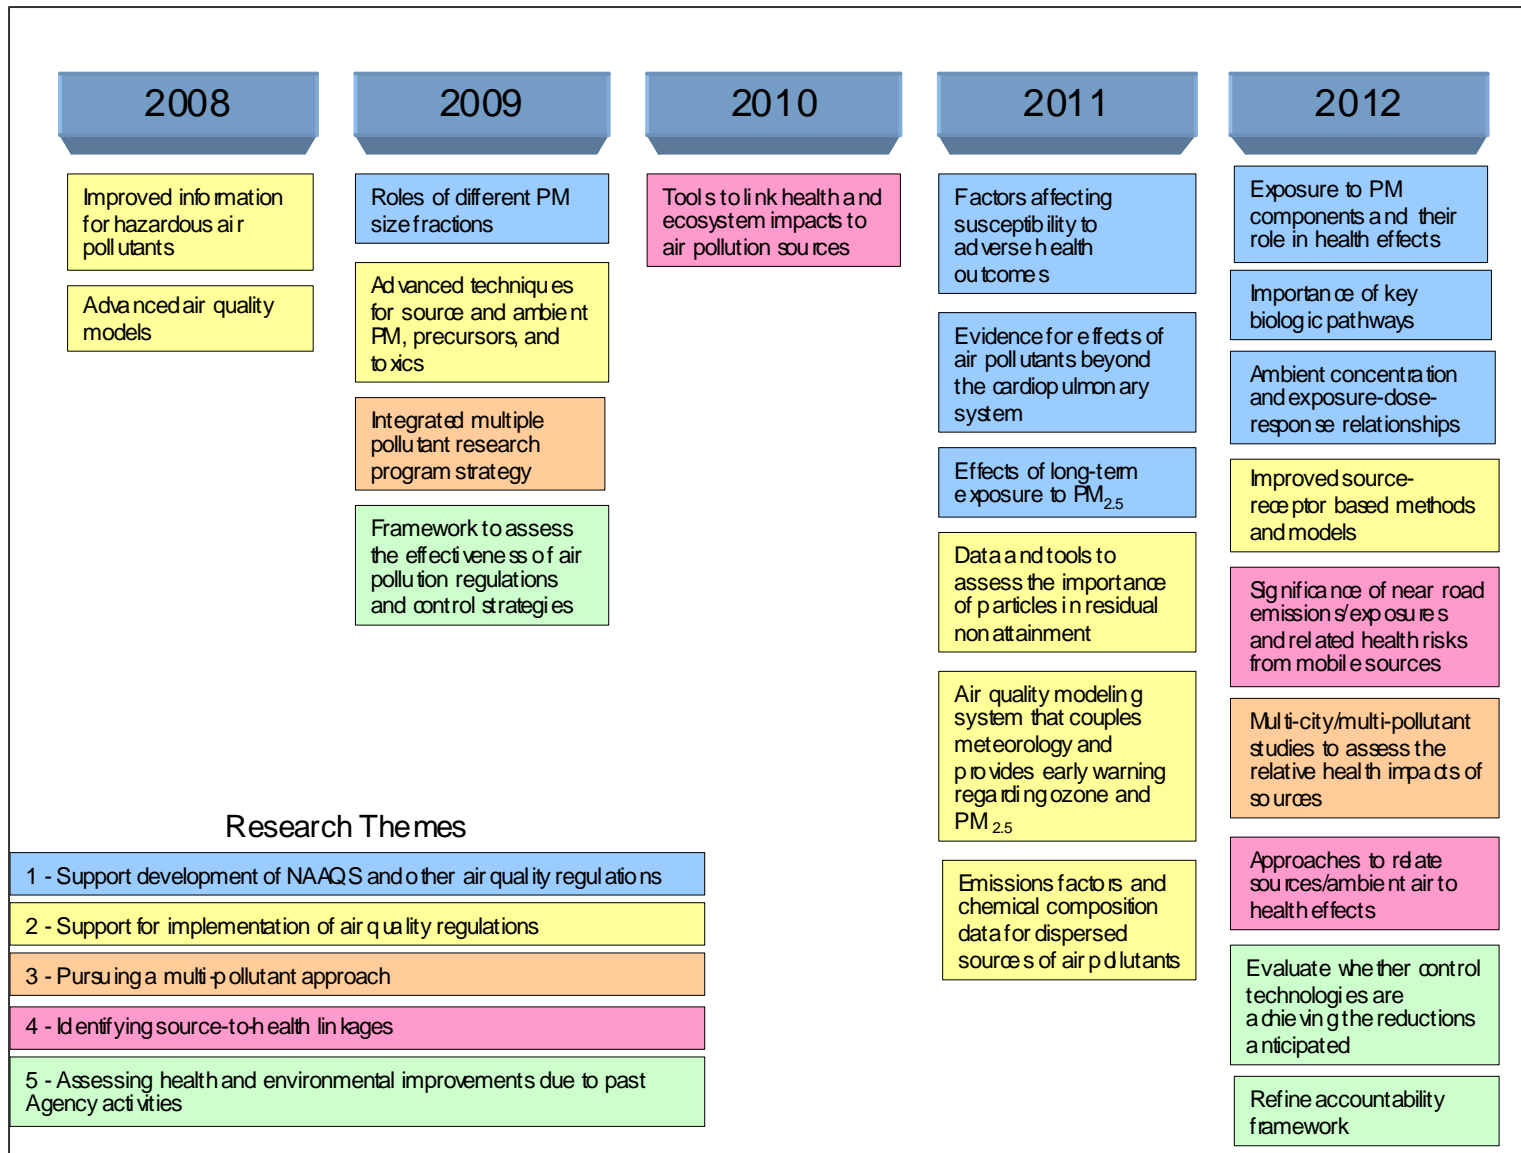 2008
Improved information
for hazardous air
pollutants
Advanced air quality
models
2009
Roles of different PM
size fractions
Advanced techniques
for source and ambient
PM, precursors, and
toxics
Integrated multiple
pollutant research
program strategy
Framework to assess
the effectiveness of air
pollution regulations
and control strategies
2010
Tools to link health and
ecosystem impacts to
air pollution sources
2011
Factors affecting
susceptibility to
adverse health
outcomes
Evidence for effects of
air pollutants beyond
the cardiopulmonary
system
Effects of long-term
exposure to PM2.5
Data and tools to
assess the importance
of particles in residual
non attainment
Air quality modeling
system that couples
meteorology and
provides early warning
regarding ozone and
PM 2.5
Emissions factors and
chemical composition
data for dispersed
sources of air pollutants
2012
Exposure to PM
components and their
role in health effects
Importance of key
biologic pathways
Ambient concentration
and exposure-dose-
response relationships
Improved source-
receptor based methods
and models
Significance of near road
emissions/exposures
and related health risks
from mobile sources
Multi-city/multi-pollutant
studies to assess the
relative health impacts of
sources
Approaches to relate
sources/ambient air to
health effects
Evaluate whether control
technologies are
achieving the reductions
anticipated
Refine accountability
framework
Research Themes
1 - Support development of NAAQS and other air quality regulations
2 - Support for implementation of air quality regulations
3 - Pursuing a multi-pollutant approach
4 - Identifying source-to-health linkages
5 - Assessing health and environmental improvements due to past
Agency activities